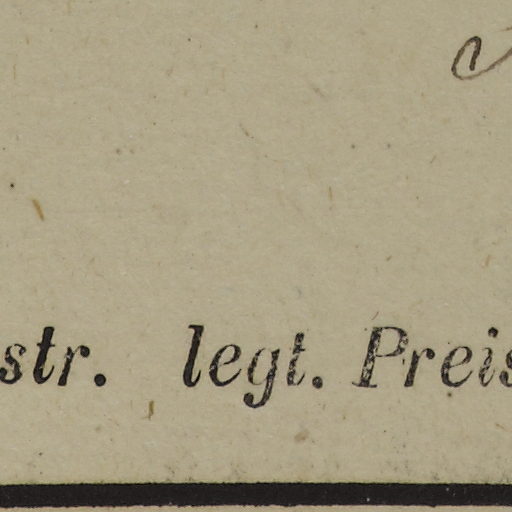 str. legt. Preis